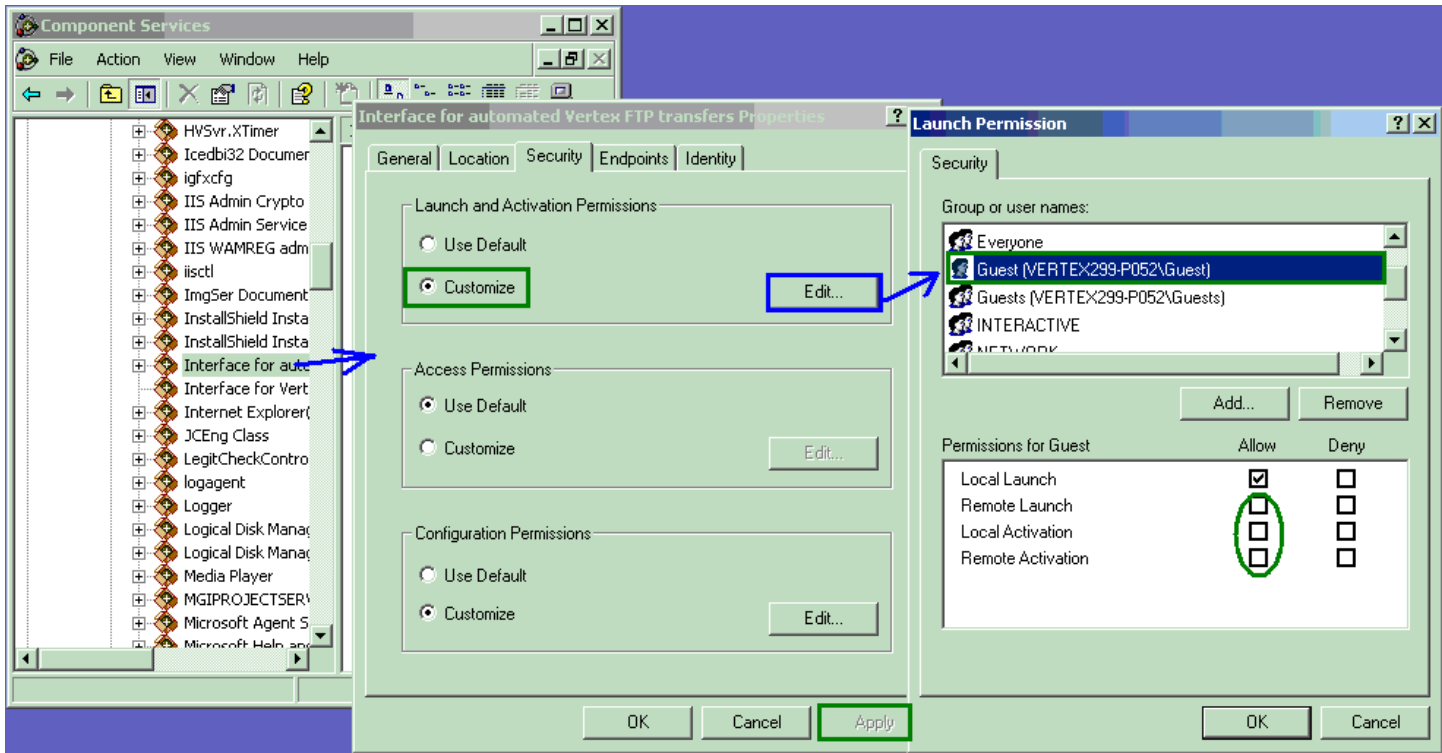 Component Services
File Action View Window Help
HVSvr.XTimer
Icedbi32 Documer
igfxcfg
IIS Admin Crypto
IIS Admin Service
IIS WAMREG adm
iisctl
ImgSer Document
InstallShield Insta
InstallShield Insta
Interface for auto
Interface for Vert
Internet Explorer(
JCEng Class
LegitCheckContro
logagent
Logger
Logical Disk Manag
Logical Disk Manag
Media Player
MGIPROJECTSERV
Microsoft Agent S
Microsoft Help and
Interface for automated Vertex FTP transfers Properties
General Location Security Endpoints Identity
Launch and Activation Permissions
Use Default
Customize
Edit...
Access Permissions
Use Default
Customize
Edit...
Configuration Permissions
Use Default
Customize
Edit...
OK Cancel Apply
Launch Permission
Security
Group or user names:
Everyone
Guest (VERTEX299-P052\Guest)
Guests (VERTEX299-P052\Guests)
INTERACTIVE
NETWORK
Add... Remove
Permissions for Guest Allow Deny
Local Launch
Remote Launch
Local Activation
Remote Activation
OK Cancel